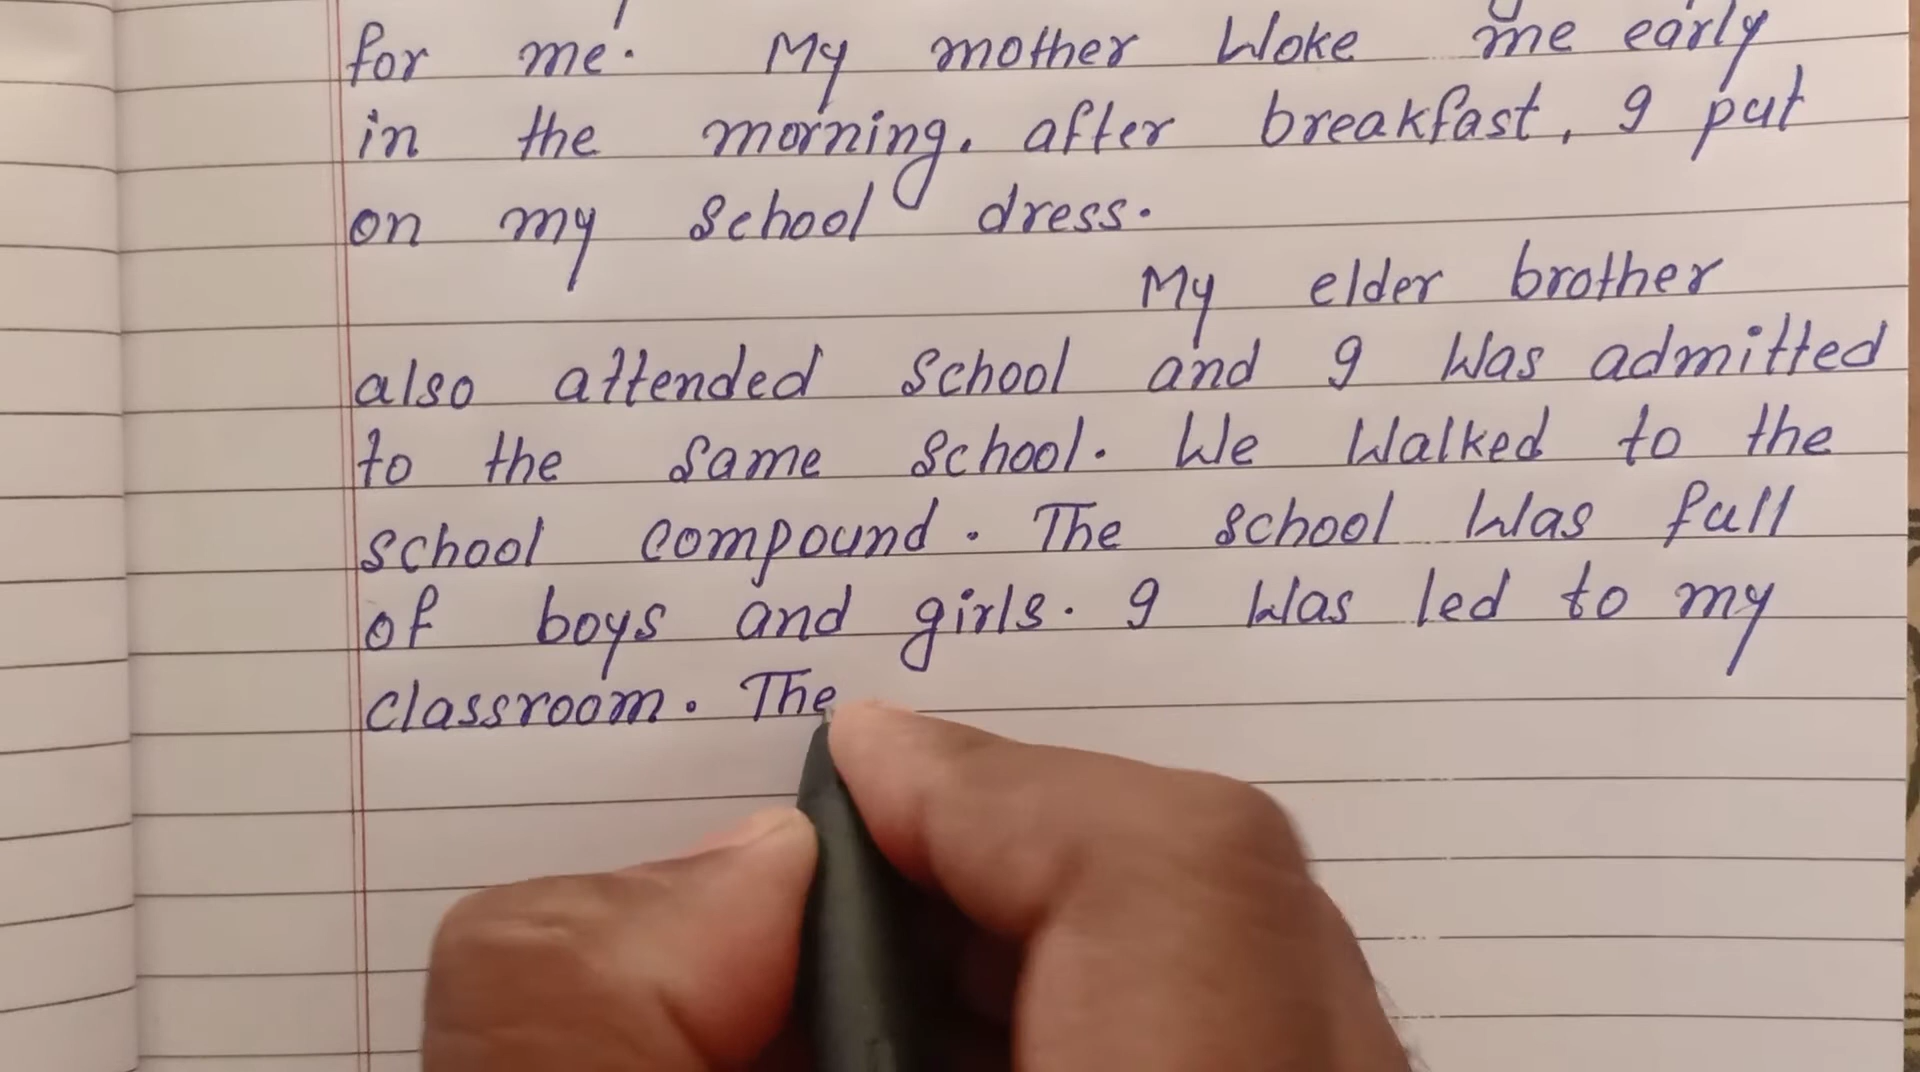 for me. My mother woke me early
in the morning. after breakfast, I put
on my school dress.
My elder brother
also attended school and I was admitted
to the same school. We walked to the
school compound. The school was full
of boys and girls. I was led to my
classroom. The